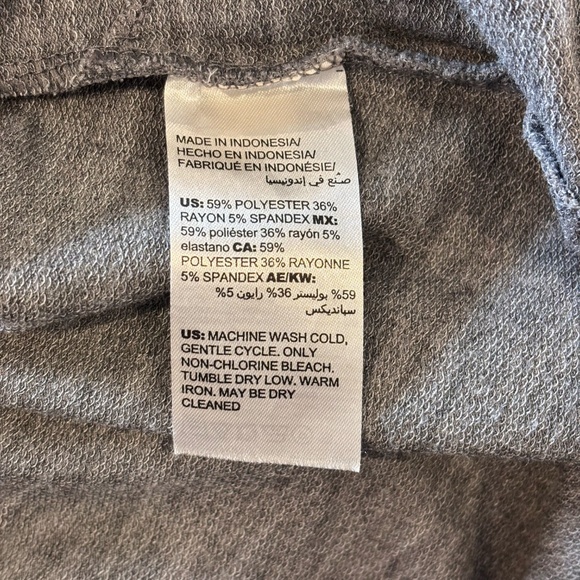 MADE IN INDONESIA/
HECHO EN INDONESIA/
FABRIQUÉ EN INDONÉSIE/
صنع في إندونيسيا
US: 59% POLYESTER 36%
RAYON 5% SPANDEX MX:
59% poliéster 36% rayón 5%
elastano CA: 59%
POLYESTER 36% RAYONNE
5% SPANDEX AE/KW:
59% بوليستر 36% رايون 5%
سبانديكس
US: MACHINE WASH COLD,
GENTLE CYCLE. ONLY
NON-CHLORINE BLEACH.
TUMBLE DRY LOW. WARM
IRON. MAY BE DRY
CLEANED